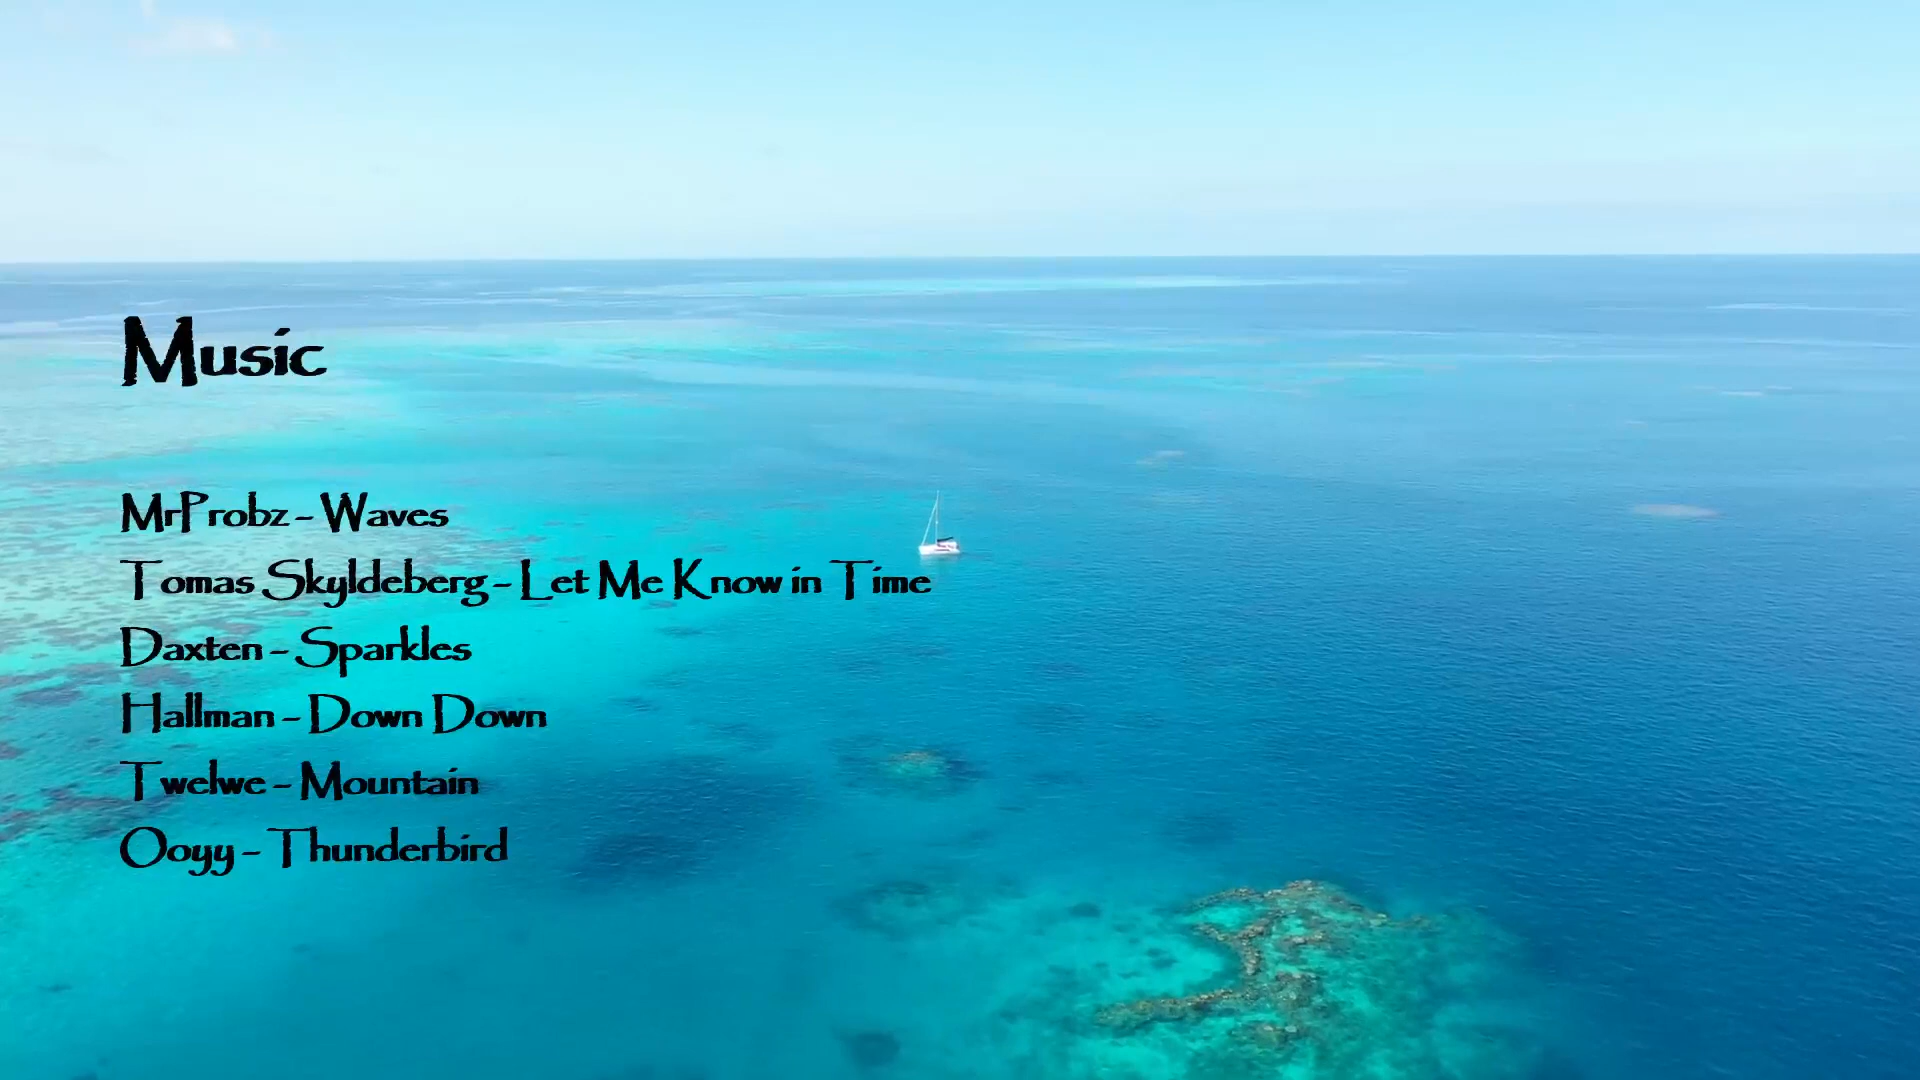 Music
MrProbz - Waves
Tomas Skyldeberg - Let Me Know in Time
Daxten - Sparkles
Hallman - Down Down
Twelwe - Mountain
Ooyy - Thunderbird